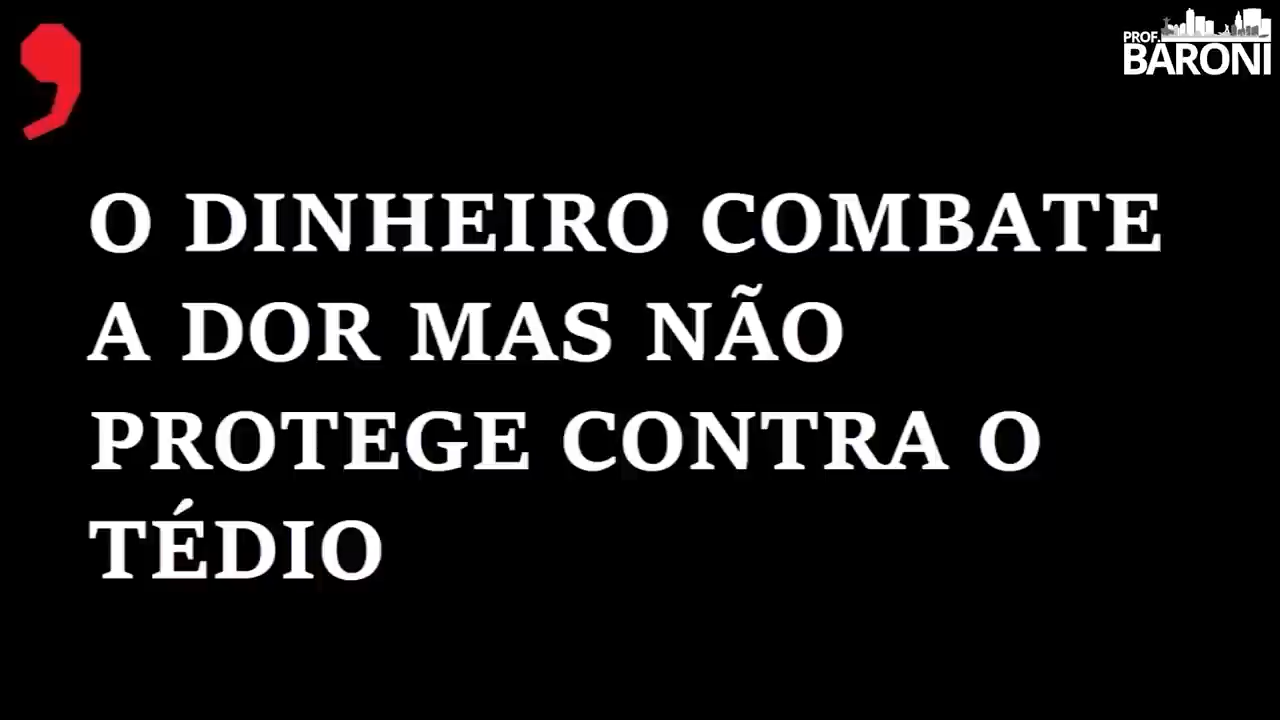 PROF.
BARONI
O DINHEIRO COMBATE
A DOR MAS NÃO
PROTEGE CONTRA O
TÉDIO